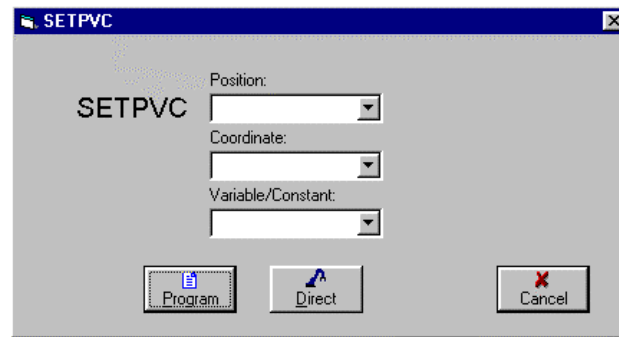 SETPVC
Position:
SETPVC
Coordinate:
Variable/Constant:
Program
Direct
Cancel